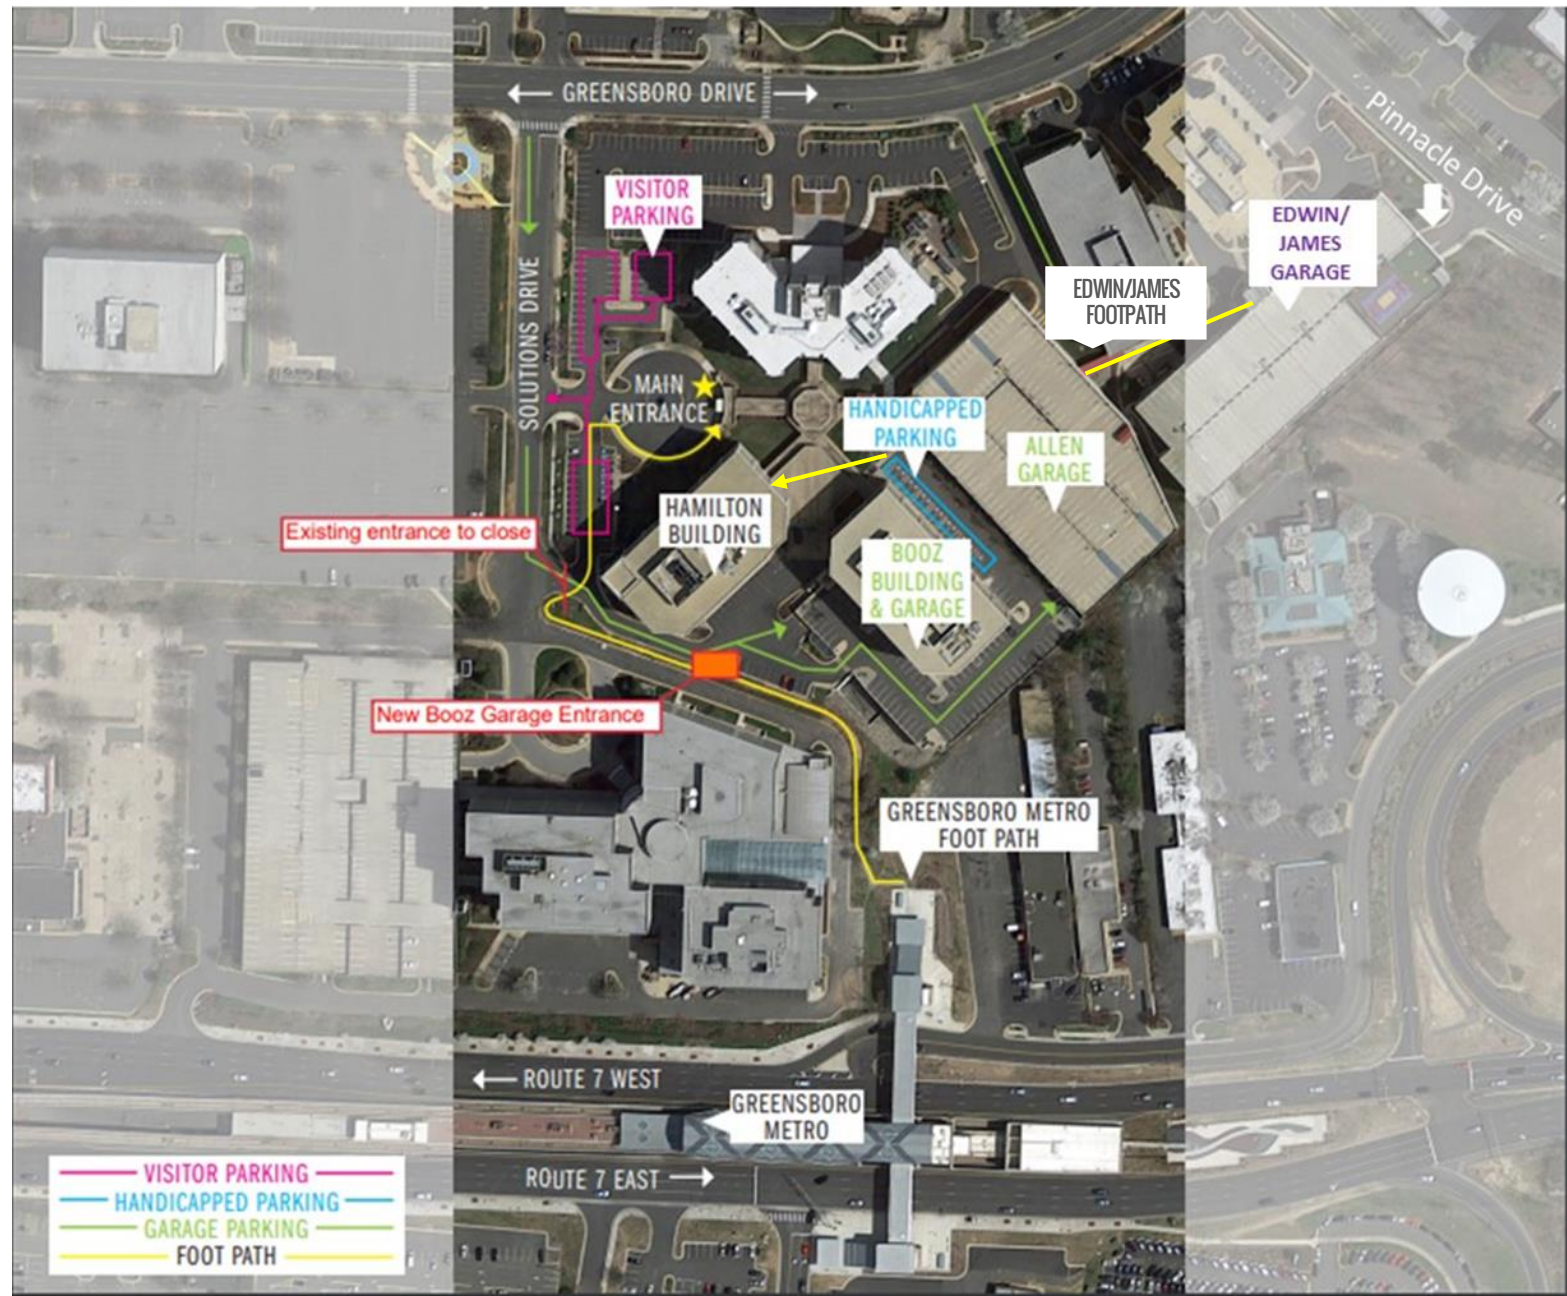 GREENSBORO DRIVE
Pinnacle Drive
VISITOR
PARKING
EDWIN/
JAMES
GARAGE
EDWIN/JAMES
FOOTPATH
SOLUTIONS DRIVE
MAIN
ENTRANCE
HANDICAPPED
PARKING
ALLEN
GARAGE
HAMILTON
BUILDING
Existing entrance to close
BOOZ
BUILDING
& GARAGE
New Booz Garage Entrance
GREENSBORO METRO
FOOT PATH
ROUTE 7 WEST
GREENSBORO
METRO
ROUTE 7 EAST
VISITOR PARKING
HANDICAPPED PARKING
GARAGE PARKING
FOOT PATH